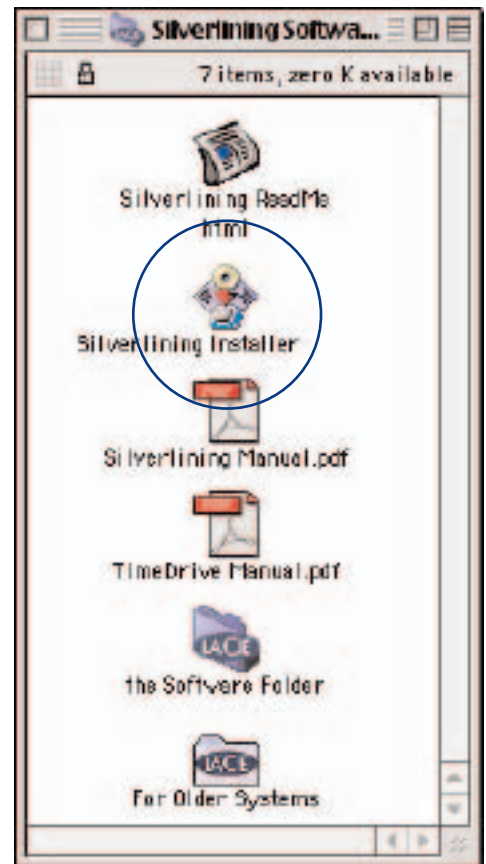 Silverlining Softwa...
7 items, zero K available
Silverlining ReadMe
html
Silverlining Installer
Silverlining Manual.pdf
TimeDrive Manual.pdf
LACIE
the Software Folder
LACIE
For Older Systems